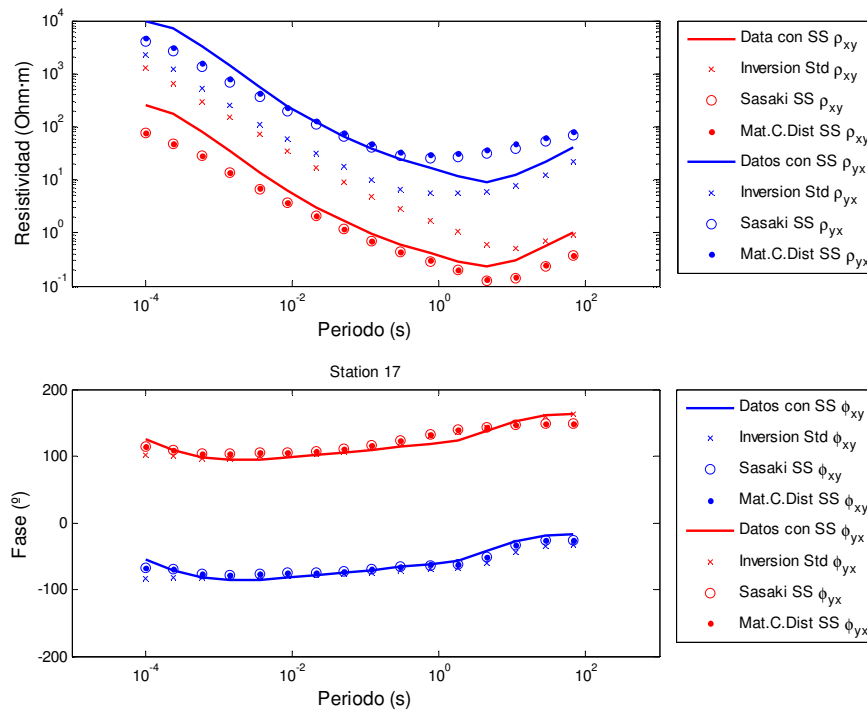 10^4
10^3
10^2
10^1
10^0
10^-1
Resistividad (Ohm·m)
10^-4
10^-2
10^0
10^2
Periodo (s)
Data con SS ρxy
Inversion Std ρxy
Sasaki SS ρxy
Mat.C.Dist SS ρxy
Datos con SS ρyx
Inversion Std ρyx
Sasaki SS ρyx
Mat.C.Dist SS ρyx
Station 17
200
100
0
-100
-200
Fase (º)
10^-4
10^-2
10^0
10^2
Periodo (s)
Datos con SS ϕxy
Inversion Std ϕxy
Sasaki SS ϕxy
Mat.C.Dist SS ϕxy
Datos con SS ϕyx
Inversion Std ϕyx
Sasaki SS ϕyx
Mat.C.Dist SS ϕyx